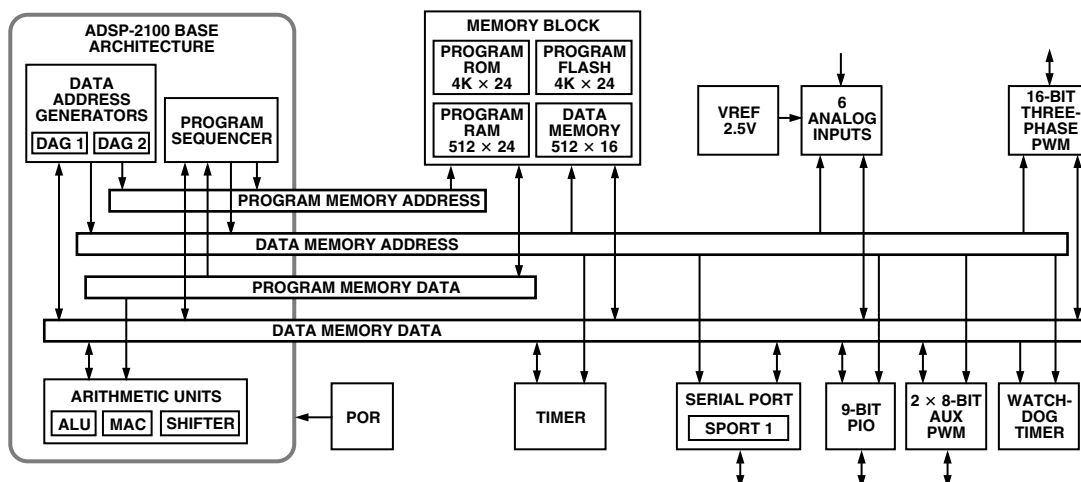 ADSP-2100 BASE
ARCHITECTURE
DATA
ADDRESS
GENERATORS
DAG 1
DAG 2
PROGRAM
SEQUENCER
MEMORY BLOCK
PROGRAM
ROM
4K × 24
PROGRAM
FLASH
4K × 24
PROGRAM
RAM
512 × 24
DATA
MEMORY
512 × 16
VREF
2.5V
6
ANALOG
INPUTS
16-BIT
THREE-
PHASE
PWM
PROGRAM MEMORY ADDRESS
DATA MEMORY ADDRESS
PROGRAM MEMORY DATA
DATA MEMORY DATA
ARITHMETIC UNITS
ALU
MAC
SHIFTER
POR
TIMER
SERIAL PORT
SPORT 1
9-BIT
PIO
2 × 8-BIT
AUX
PWM
WATCH-
DOG
TIMER